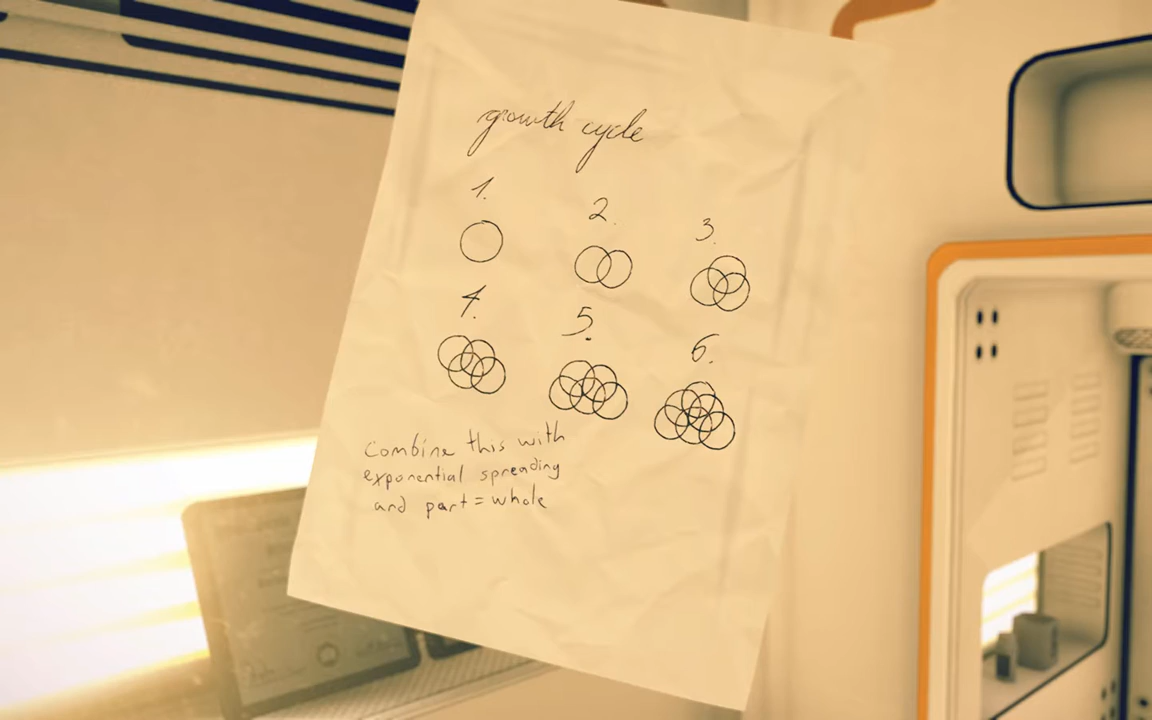 growth cycle
1.
2.
3.
4.
5.
6.
Combine this with
exponential spreading
and part = whole